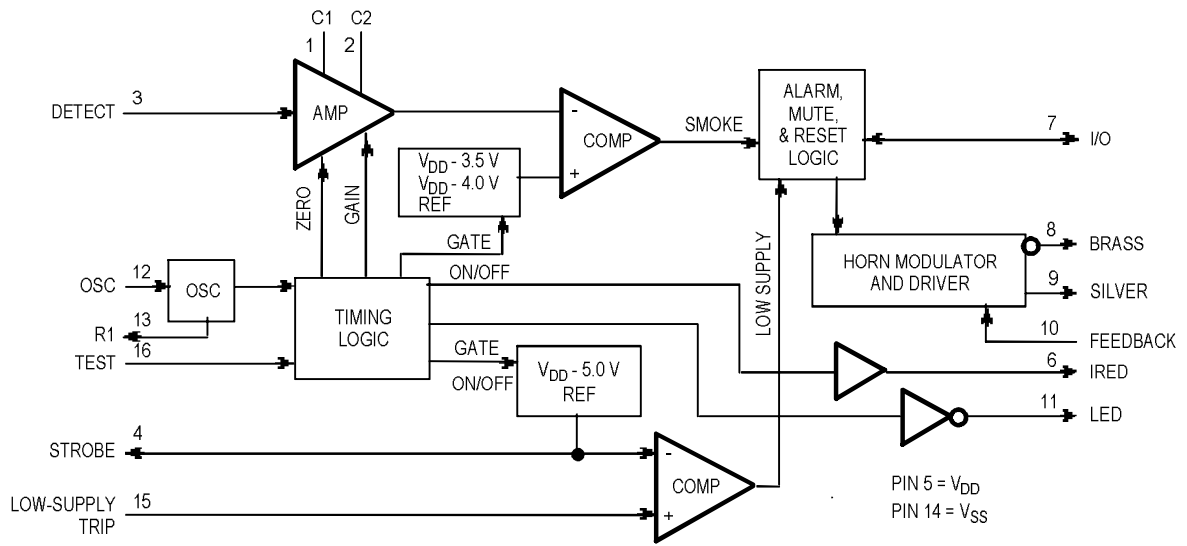 C1 C2
1 2
DETECT 3
AMP
-
+
COMP
SMOKE
ALARM,
MUTE,
& RESET
LOGIC
7 I/O
VDD - 3.5 V
VDD - 4.0 V
REF
ZERO
GAIN
GATE
ON/OFF
LOW SUPPLY
HORN MODULATOR
AND DRIVER
8 BRASS
9 SILVER
10 FEEDBACK
OSC 12
OSC
R1 13
TEST 16
TIMING
LOGIC
GATE
ON/OFF
VDD - 5.0 V
REF
6 IRED
11 LED
STROBE 4
-
+
COMP
LOW-SUPPLY
TRIP
15
PIN 5 = VDD
PIN 14 = VSS